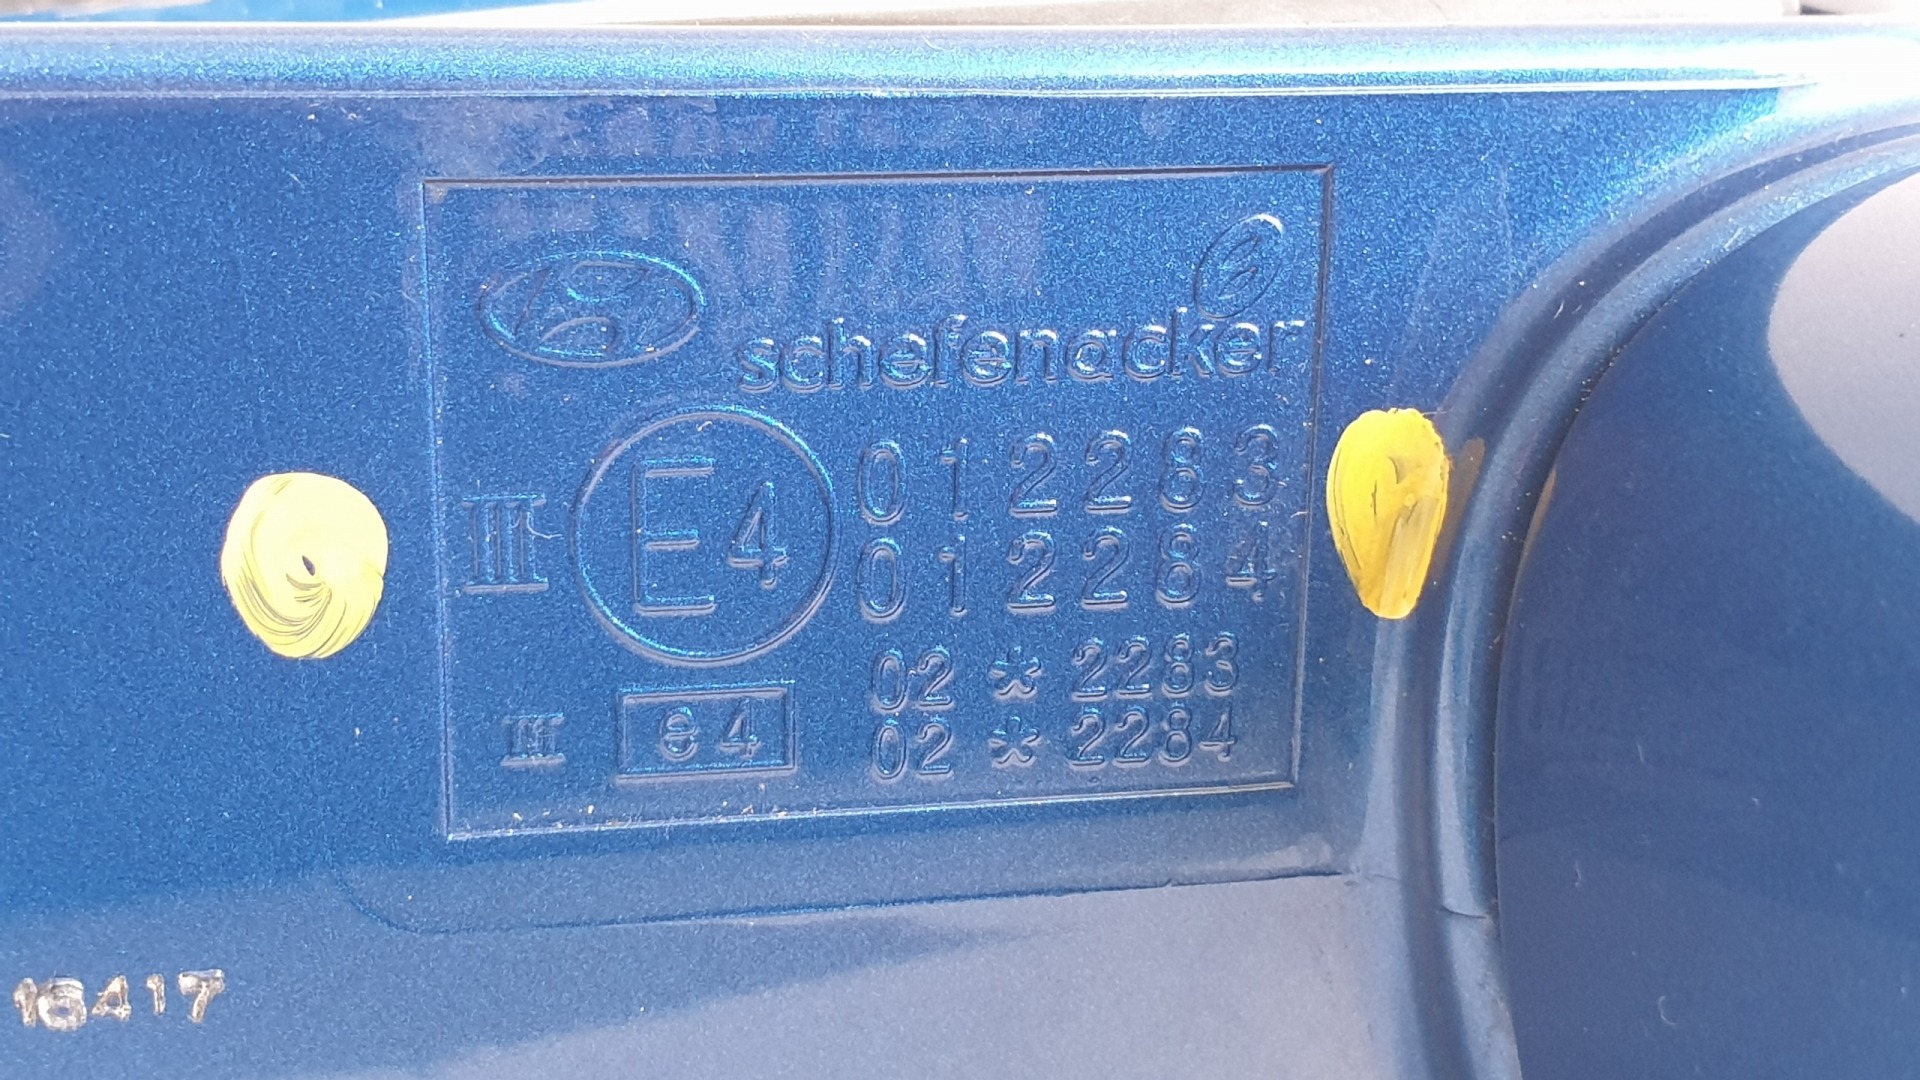 schefenacker
III E4 012283
012284
III e4 02 * 2283
02 * 2284
16417